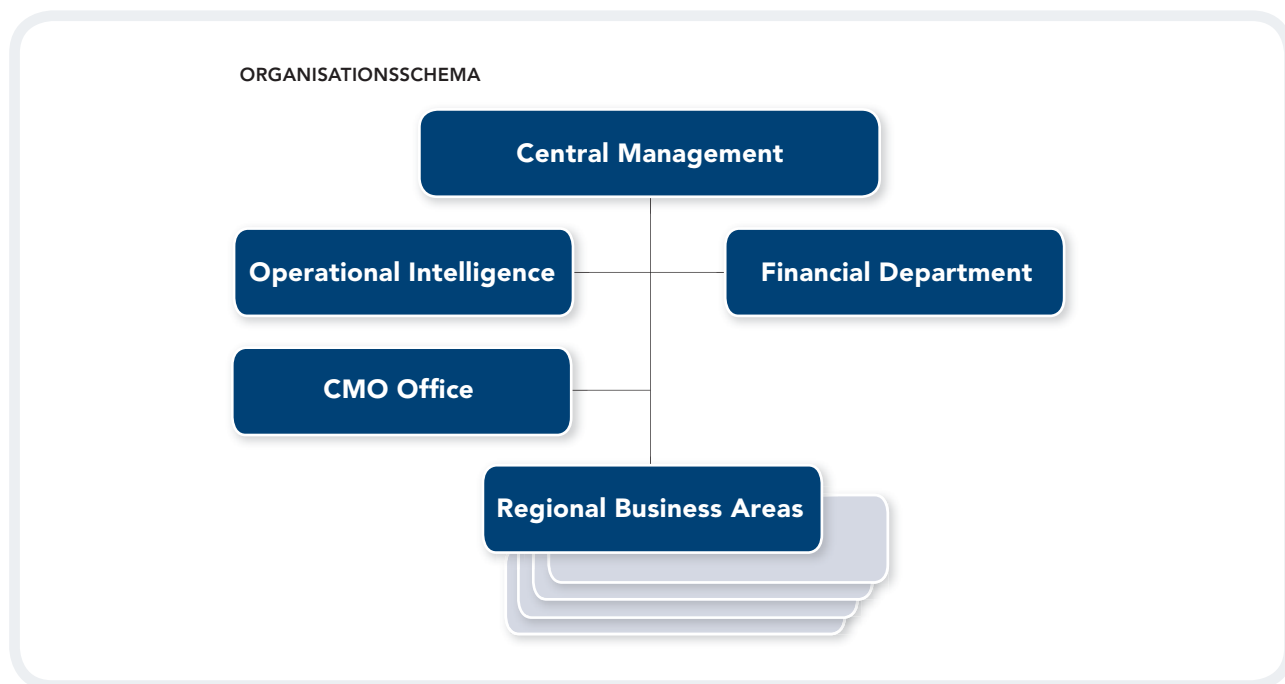 ORGANISATIONSSCHEMA
Central Management
Operational Intelligence
Financial Department
CMO Office
Regional Business Areas